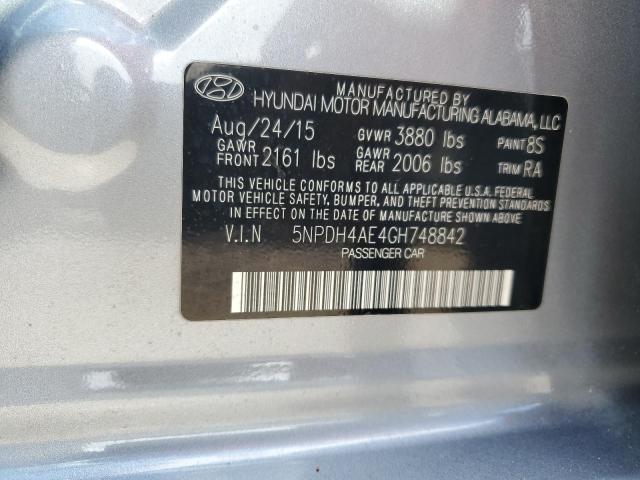 MANUFACTURED BY
HYUNDAI MOTOR MANUFACTURING ALABAMA, LLC
Aug/24/15 GVWR 3880 lbs PAINT 8S
GAWR FRONT 2161 lbs GAWR REAR 2006 lbs TRIM RA
THIS VEHICLE CONFORMS TO ALL APPLICABLE U.S.A. FEDERAL
MOTOR VEHICLE SAFETY, BUMPER, AND THEFT PREVENTION STANDARDS
IN EFFECT ON THE DATE OF MANUFACTURE SHOWN ABOVE.
V.I.N 5NPDH4AE4GH748842
PASSENGER CAR